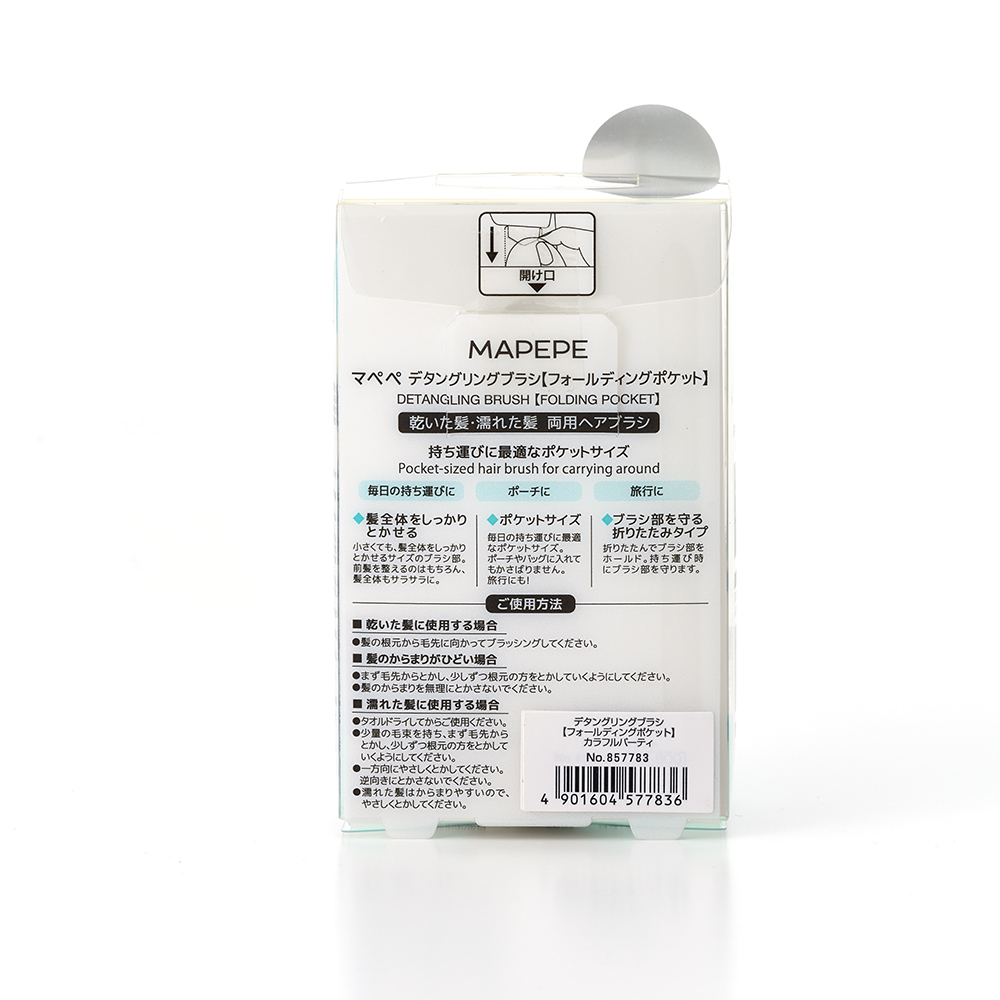 開け口
MAPEPE
マペペ デタングリングブラシ【フォールディングポケット】
DETANGLING BRUSH【FOLDING POCKET】
乾いた髪・濡れた髪 両用ヘアブラシ
持ち運びに最適なポケットサイズ
Pocket-sized hair brush for carrying around
毎日の持ち運びに ポーチに 旅行に
◆髪全体をしっかり
とかせる
小さくても、髪全体をしっかり
とかせるサイズのブラシ部。
前髪を整えるのはもちろん、
髪全体もサラサラに。
◆ポケットサイズ
毎日の持ち運びに最適
なポケットサイズ。
ポーチやバッグに入れて
もかさばりません。
旅行にも!
◆ブラシ部を守る
折りたたみタイプ
折りたたんでブラシ部を
ホールド。持ち運び時
にブラシ部を守ります。
ご使用方法
■ 乾いた髪に使用する場合
●髪の根元から毛先に向かってブラッシングしてください。
■ 髪のからまりがひどい場合
●まず毛先からとかし、少しずつ根元の方をとかしていくようにしてください。
●髪のからまりを無理にとかさないでください。
■ 濡れた髪に使用する場合
●タオルドライしてからご使用ください。
●少量の毛束を持ち、まず毛先から
とかし、少しずつ根元の方をとかして
いくようにしてください。
●一方向にやさしくとかしてください。
逆向きにとかさないでください。
●濡れた髪はからまりやすいので、
やさしくとかしてください。
デタングリングブラシ
【フォールディングポケット】
カラフルパーティ
No.857783
4 901604 577836